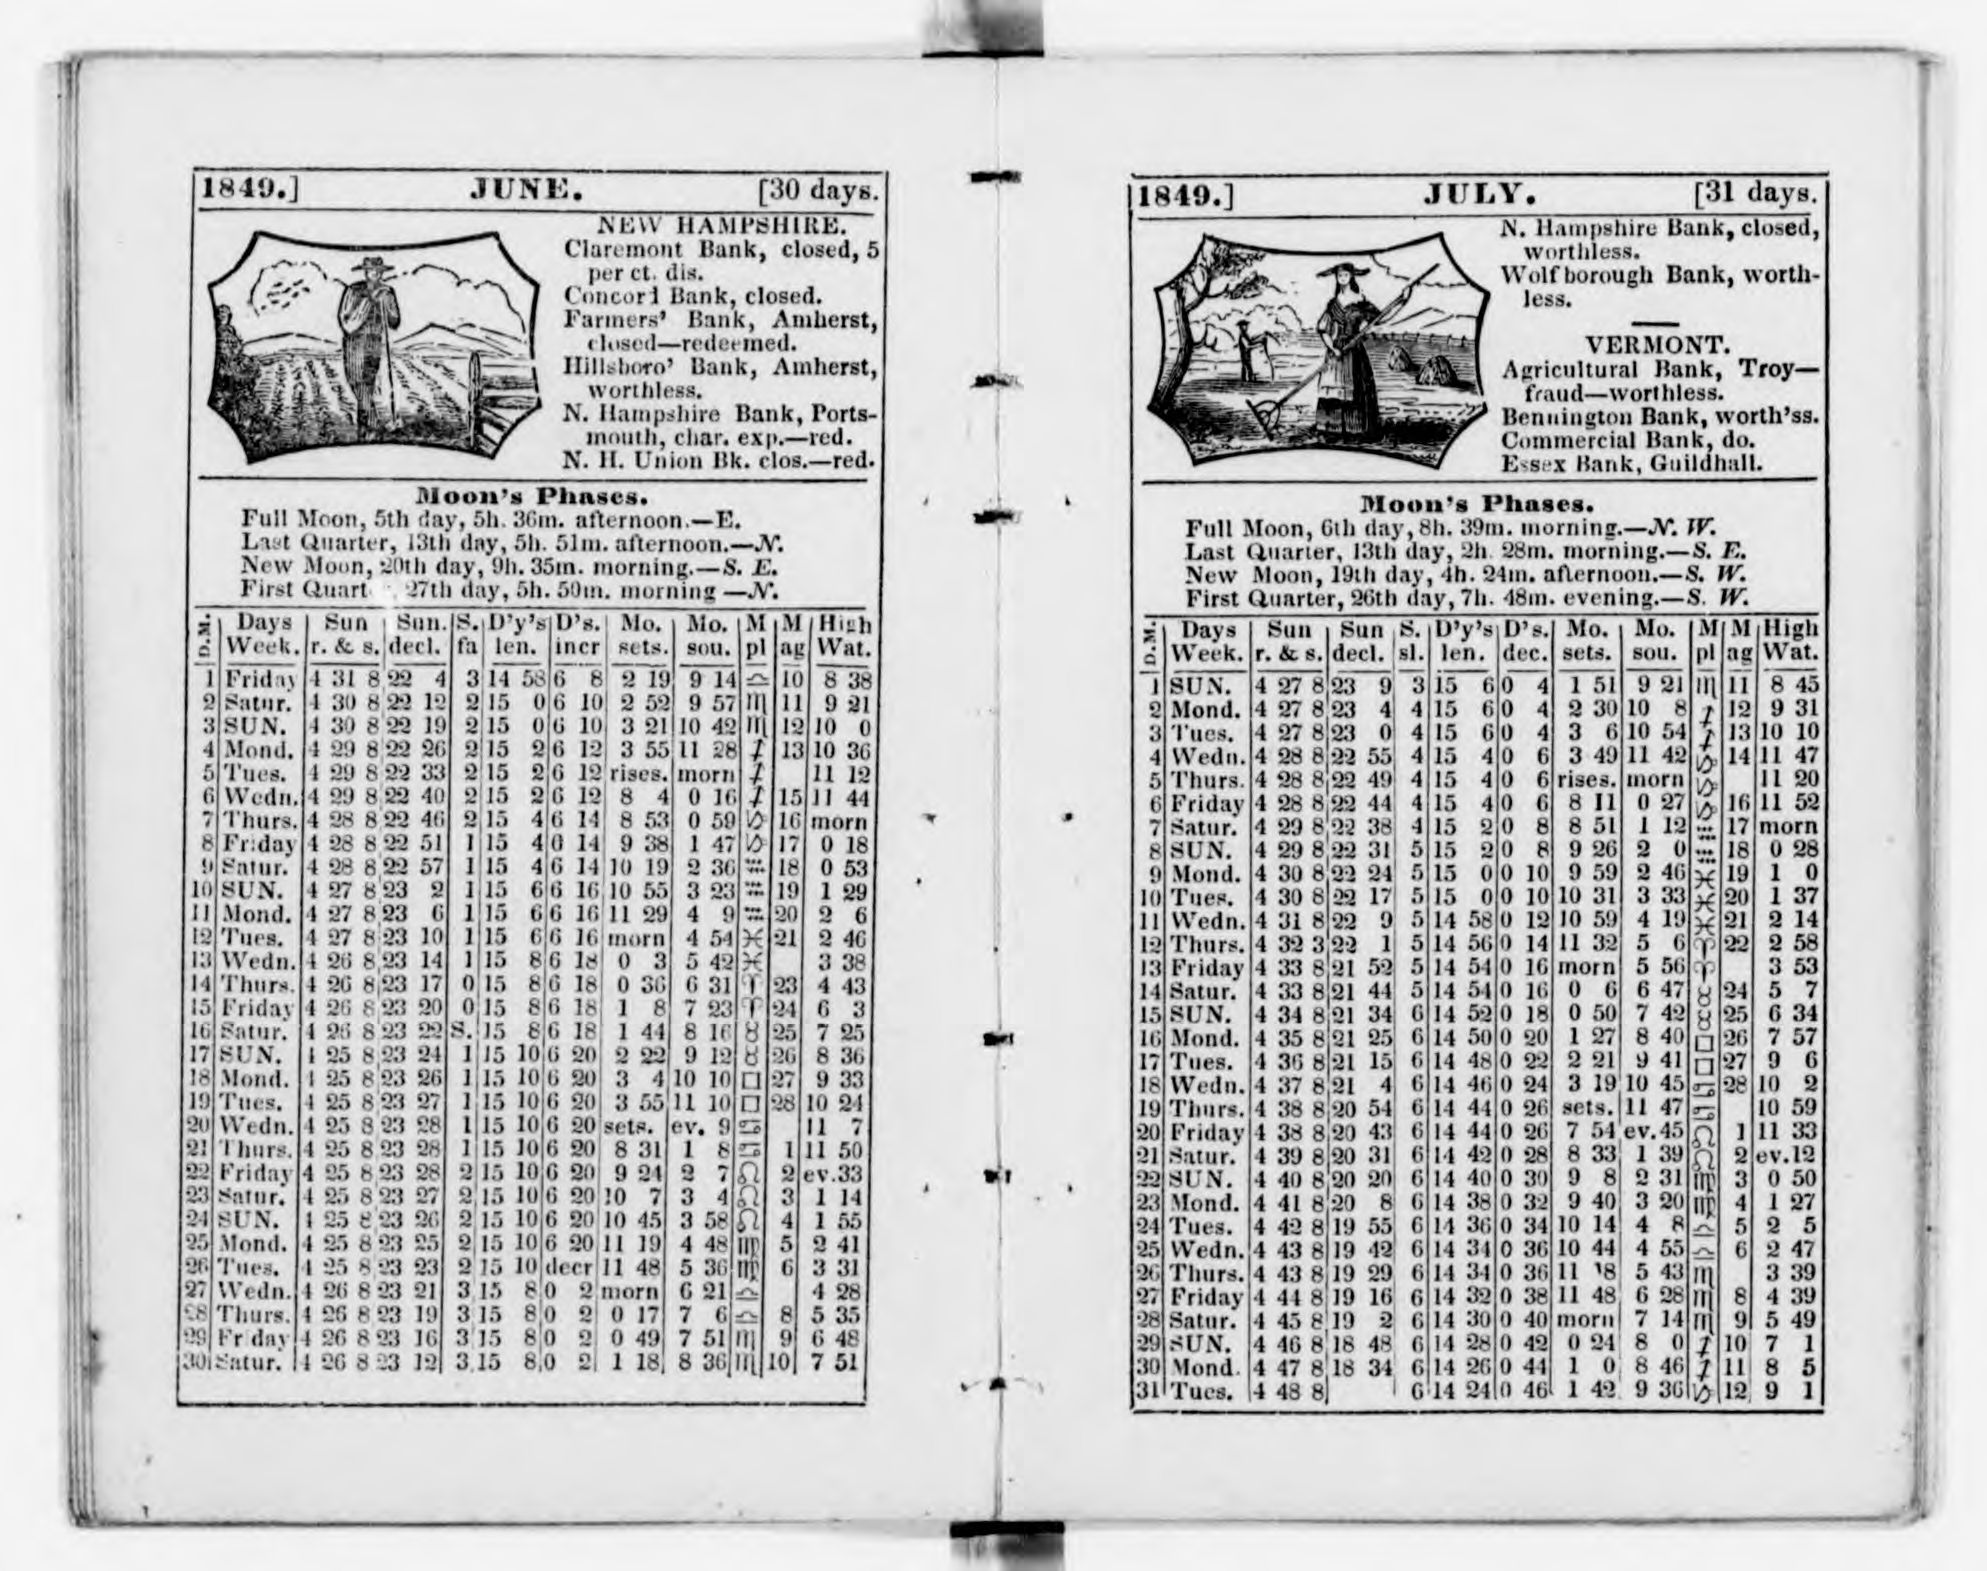 1849.] JUNE. [30 days.
NEW HAMPSHIRE.
Claremont Bank, closed, 5
per ct. dis.
Concord Bank, closed.
Farmers' Bank, Amherst,
closed—redeemed.
Hillsboro' Bank, Amherst,
worthless.
N. Hampshire Bank, Ports-
mouth, char. exp.—red.
N. H. Union Bk. clos.—red.
Moon's Phases.
Full Moon, 5th day, 5h. 36m. afternoon.—E.
Last Quarter, 13th day, 5h. 51m. afternoon.—N.
New Moon, 20th day, 9h. 35m. morning.—S. E.
First Quart 27th day, 5h. 50m. morning —N.
D.M. Days Sun Sun. S. D'y's D's. Mo. Mo. M M High
Week. r. & s. decl. fa len. incr sets. sou. pl ag Wat.
1 Friday 4 31 8 22 4 3 14 58 6 8 2 19 9 14 ♎ 10 8 38
2 Satur. 4 30 8 22 12 2 15 0 6 10 2 52 9 57 ♏ 11 9 21
3 SUN. 4 30 8 22 19 2 15 0 6 10 3 21 10 42 ♏ 12 10 0
4 Mond. 4 29 8 22 26 2 15 2 6 12 3 55 11 28 ♐ 13 10 36
5 Tues. 4 29 8 22 33 2 15 2 6 12 rises. morn ♐ 11 12
6 Wedn. 4 29 8 22 40 2 15 2 6 12 8 4 0 16 ♐ 15 11 44
7 Thurs. 4 28 8 22 46 2 15 4 6 14 8 53 0 59 ♑ 16 morn
8 Friday 4 28 8 22 51 1 15 4 6 14 9 38 1 47 ♑ 17 0 18
9 Satur. 4 28 8 22 57 1 15 4 6 14 10 19 2 36 ♒ 18 0 53
10 SUN. 4 27 8 23 2 1 15 6 6 16 10 55 3 23 ♒ 19 1 29
11 Mond. 4 27 8 23 6 1 15 6 6 16 11 29 4 9 ♒ 20 2 6
12 Tues. 4 27 8 23 10 1 15 6 6 16 morn 4 54 ♓ 21 2 46
13 Wedn. 4 26 8 23 14 1 15 8 6 18 0 3 5 42 ♓ 3 38
14 Thurs. 4 26 8 23 17 0 15 8 6 18 0 36 6 31 ♈ 23 4 43
15 Friday 4 26 8 23 20 0 15 8 6 18 1 8 7 23 ♈ 24 6 3
16 Satur. 4 26 8 23 22 S. 15 8 6 18 1 44 8 16 ♉ 25 7 25
17 SUN. 4 25 8 23 24 1 15 10 6 20 2 22 9 12 ♉ 26 8 36
18 Mond. 4 25 8 23 26 1 15 10 6 20 3 4 10 10 □ 27 9 33
19 Tues. 4 25 8 23 27 1 15 10 6 20 3 55 11 10 □ 28 10 24
20 Wedn. 4 25 8 23 28 1 15 10 6 20 sets. ev. 9 ♋ 11 7
21 Thurs. 4 25 8 23 28 1 15 10 6 20 8 31 1 8 ♋ 1 11 50
22 Friday 4 25 8 23 28 2 15 10 6 20 9 24 2 7 ♌ 2 ev.33
23 Satur. 4 25 8 23 27 2 15 10 6 20 10 7 3 4 ♌ 3 1 14
24 SUN. 4 25 8 23 26 2 15 10 6 20 10 45 3 58 ♌ 4 1 55
25 Mond. 4 25 8 23 25 2 15 10 6 20 11 19 4 48 ♍ 5 2 41
26 Tues. 4 25 8 23 23 2 15 10 decr 11 48 5 36 ♍ 6 3 31
27 Wedn. 4 26 8 23 21 3 15 8 0 2 morn 6 21 ♎ 4 28
28 Thurs. 4 26 8 23 19 3 15 8 0 2 0 17 7 6 ♎ 8 5 35
29 Fr day 4 26 8 23 16 3 15 8 0 2 0 49 7 51 ♏ 9 6 48
30 Satur. 4 26 8 23 12 3 15 8 0 2 1 18 8 36 ♏ 10 7 51
1849.] JULY. [31 days.
N. Hampshire Bank, closed,
worthless.
Wolfborough Bank, worth-
less.
VERMONT.
Agricultural Bank, Troy—
fraud—worthless.
Bennington Bank, worth'ss.
Commercial Bank, do.
Essex Bank, Guildhall.
Moon's Phases.
Full Moon, 6th day, 8h. 39m. morning.—N. W.
Last Quarter, 13th day, 2h. 28m. morning.—S. E.
New Moon, 19th day, 4h. 24m. afternoon.—S. W.
First Quarter, 26th day, 7h. 48m. evening.—S. W.
D.M. Days Sun Sun S. D'y's D's. Mo. Mo. M M High
Week. r. & s. decl. sl. len. dec. sets. sou. pl ag Wat.
1 SUN. 4 27 8 23 9 3 15 6 0 4 1 51 9 21 ♏ 11 8 45
2 Mond. 4 27 8 23 4 4 15 6 0 4 2 30 10 8 ♐ 12 9 31
3 Tues. 4 27 8 23 0 4 15 6 0 4 3 6 10 54 ♐ 13 10 10
4 Wedn. 4 28 8 22 55 4 15 4 0 6 3 49 11 42 ♑ 14 11 47
5 Thurs. 4 28 8 22 49 4 15 4 0 6 rises. morn ♑ 11 20
6 Friday 4 28 8 22 44 4 15 4 0 6 8 11 0 27 ♑ 16 11 52
7 Satur. 4 29 8 22 38 4 15 2 0 8 8 51 1 12 ♒ 17 morn
8 SUN. 4 29 8 22 31 5 15 2 0 8 9 26 2 0 ♒ 18 0 28
9 Mond. 4 30 8 22 24 5 15 0 0 10 9 59 2 46 ♓ 19 1 0
10 Tues. 4 30 8 22 17 5 15 0 0 10 10 31 3 33 ♓ 20 1 37
11 Wedn. 4 31 8 22 9 5 14 58 0 12 10 59 4 19 ♓ 21 2 14
12 Thurs. 4 32 3 22 1 5 14 56 0 14 11 32 5 6 ♈ 22 2 58
13 Friday 4 33 8 21 52 5 14 54 0 16 morn 5 56 ♈ 3 53
14 Satur. 4 33 8 21 44 5 14 54 0 16 0 6 6 47 ♉ 24 5 7
15 SUN. 4 34 8 21 34 6 14 52 0 18 0 50 7 42 ♉ 25 6 34
16 Mond. 4 35 8 21 25 6 14 50 0 20 1 27 8 40 □ 26 7 57
17 Tues. 4 36 8 21 15 6 14 48 0 22 2 21 9 41 □ 27 9 6
18 Wedn. 4 37 8 21 4 6 14 46 0 24 3 19 10 45 ♋ 28 10 2
19 Thurs. 4 38 8 20 54 6 14 44 0 26 sets. 11 47 ♋ 10 59
20 Friday 4 38 8 20 43 6 14 44 0 26 7 54 ev.45 ♌ 1 11 33
21 Satur. 4 39 8 20 31 6 14 42 0 28 8 33 1 39 ♌ 2 ev.12
22 SUN. 4 40 8 20 20 6 14 40 0 30 9 8 2 31 ♍ 3 0 50
23 Mond. 4 41 8 20 8 6 14 38 0 32 9 40 3 20 ♍ 4 1 27
24 Tues. 4 42 8 19 55 6 14 36 0 34 10 14 4 8 ♎ 5 2 5
25 Wedn. 4 43 8 19 42 6 14 34 0 36 10 44 4 55 ♎ 6 2 47
26 Thurs. 4 43 8 19 29 6 14 34 0 36 11 8 5 43 ♏ 3 39
27 Friday 4 44 8 19 16 6 14 32 0 38 11 48 6 28 ♏ 8 4 39
28 Satur. 4 45 8 19 2 6 14 30 0 40 morn 7 14 ♏ 9 5 49
29 SUN. 4 46 8 18 48 6 14 28 0 42 0 24 8 0 ♐ 10 7 1
30 Mond. 4 47 8 18 34 6 14 26 0 44 1 0 8 46 ♐ 11 8 5
31 Tues. 4 48 8 6 14 24 0 46 1 42 9 36 ♑ 12 9 1